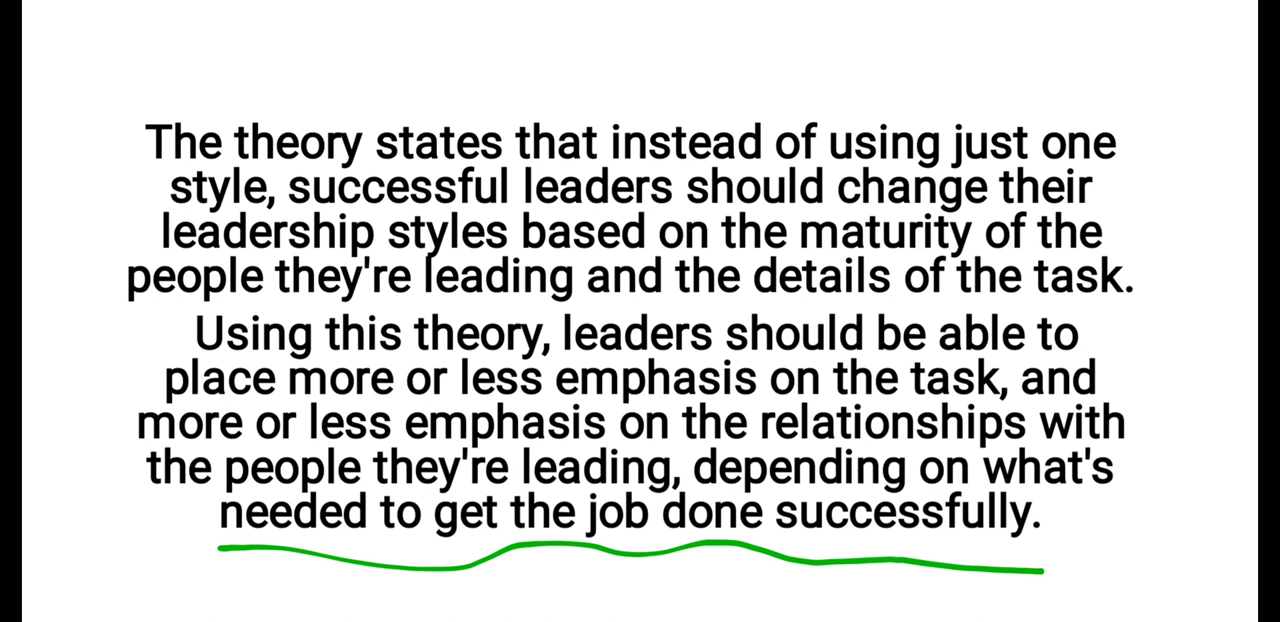 The theory states that instead of using just one
style, successful leaders should change their
leadership styles based on the maturity of the
people they're leading and the details of the task.
Using this theory, leaders should be able to
place more or less emphasis on the task, and
more or less emphasis on the relationships with
the people they're leading, depending on what's
needed to get the job done successfully.